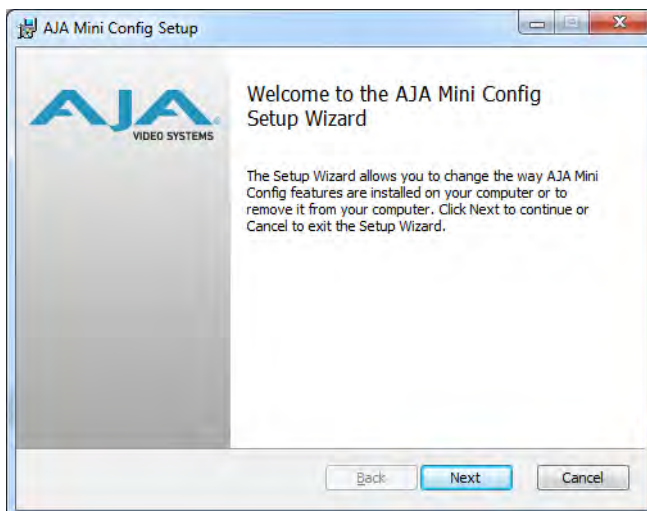 AJA Mini Config Setup
AJA
VIDEO SYSTEMS
Welcome to the AJA Mini Config
Setup Wizard
The Setup Wizard allows you to change the way AJA Mini
Config features are installed on your computer or to
remove it from your computer. Click Next to continue or
Cancel to exit the Setup Wizard.
Back
Next
Cancel